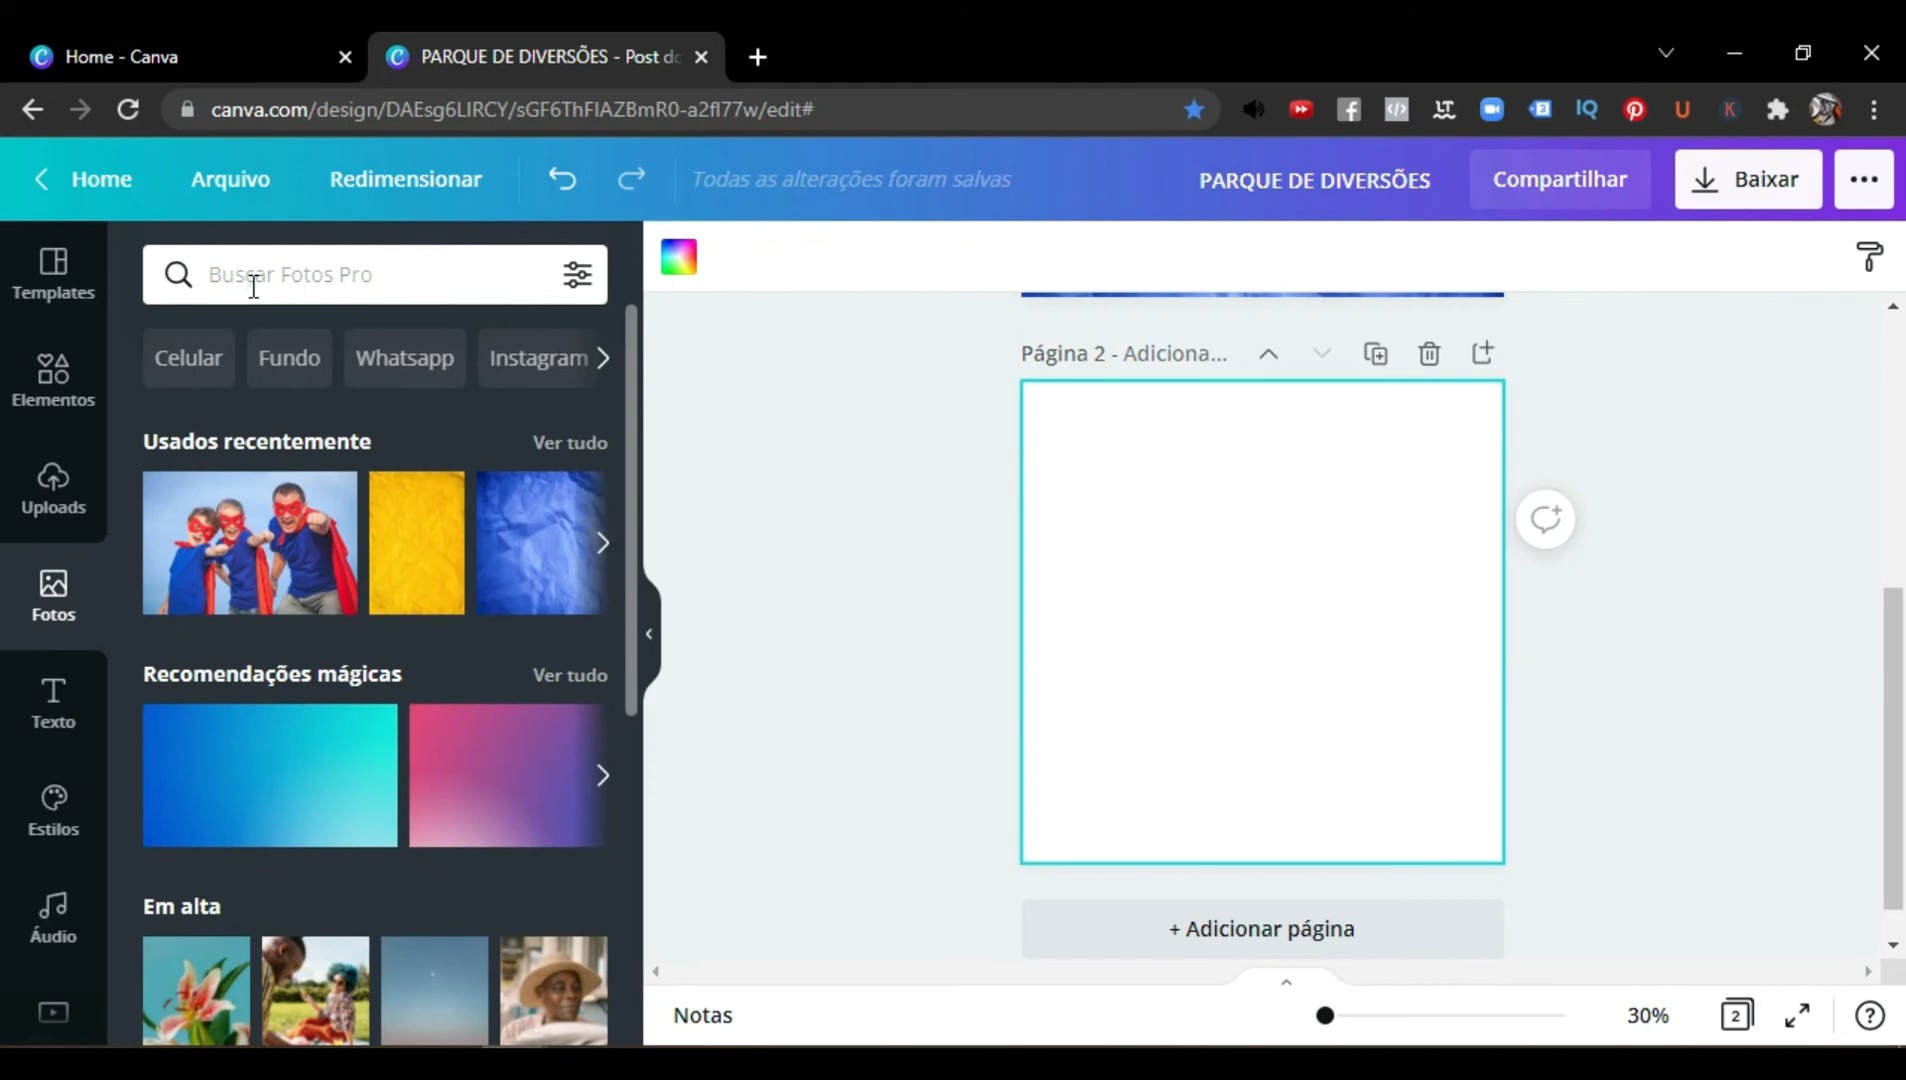 Home - Canva
PARQUE DE DIVERSÕES - Post do
canva.com/design/DAEsg6LIRCY/sGF6ThFIAZBmR0-a2fl77w/edit#
Home
Arquivo
Redimensionar
Todas as alterações foram salvas
PARQUE DE DIVERSÕES
Compartilhar
Baixar
Templates
Elementos
Uploads
Fotos
Texto
Estilos
Áudio
Buscar Fotos Pro
Celular
Fundo
Whatsapp
Instagram
Usados recentemente
Ver tudo
Recomendações mágicas
Ver tudo
Em alta
Página 2 - Adiciona...
+ Adicionar página
Notas
30%
2